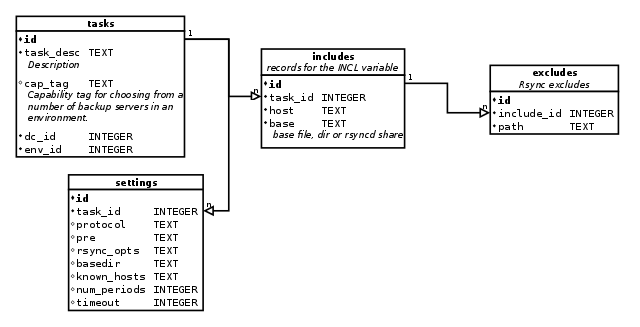 tasks
id
task_desc TEXT
Description
cap_tag TEXT
Capability tag for choosing from a
number of backup servers in an
environment.
dc_id INTEGER
env_id INTEGER
1
n
includes
records for the INCL variable
id
task_id INTEGER
host TEXT
base TEXT
base file, dir or rsyncd share
1
n
excludes
Rsync excludes
id
include_id INTEGER
path TEXT
settings
id
task_id INTEGER
protocol TEXT
pre TEXT
rsync_opts TEXT
basedir TEXT
known_hosts TEXT
num_periods INTEGER
timeout INTEGER
n